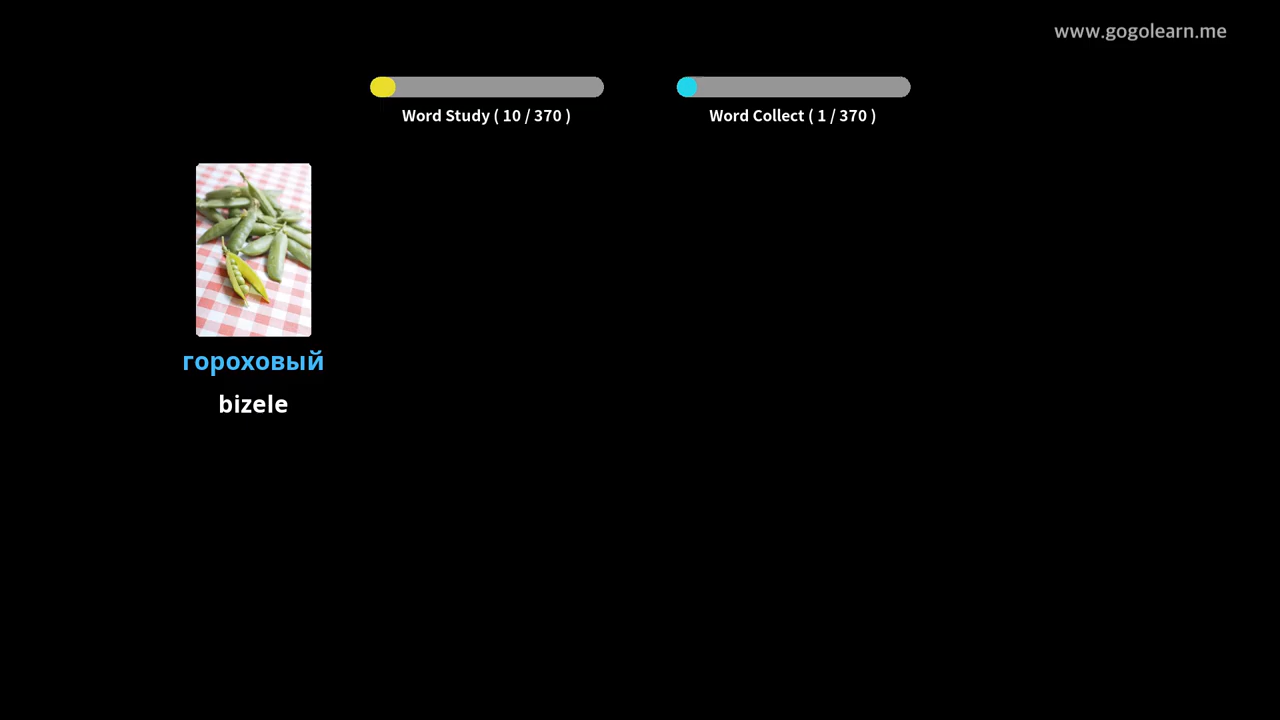 www.gogolearn.me
Word Study ( 10 / 370 )
Word Collect ( 1 / 370 )
гороховый
bizele